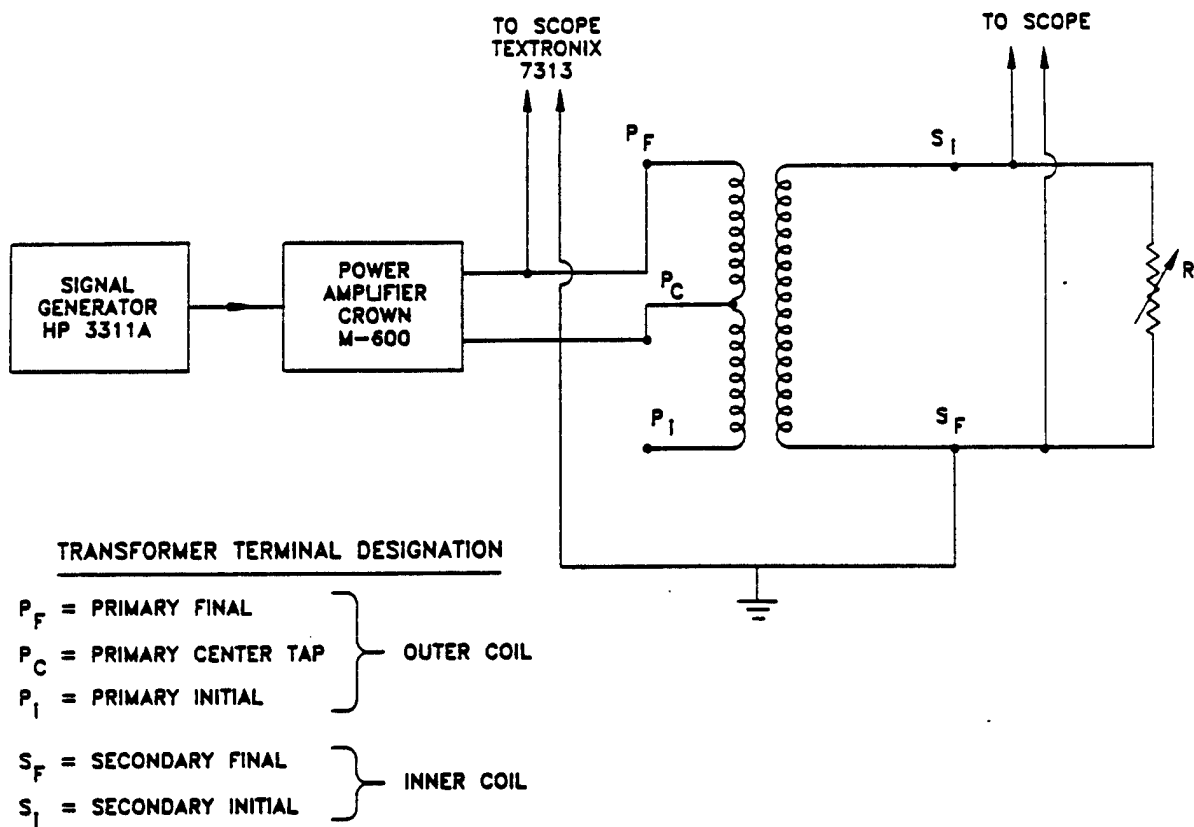 TO SCOPE
TEXTRONIX
7313
TO SCOPE
P_F
S_i
SIGNAL
GENERATOR
HP 3311A
POWER
AMPLIFIER
CROWN
M-600
P_C
R
P_i
S_F
TRANSFORMER TERMINAL DESIGNATION
P_F = PRIMARY FINAL
P_C = PRIMARY CENTER TAP
OUTER COIL
P_i = PRIMARY INITIAL
S_F = SECONDARY FINAL
INNER COIL
S_i = SECONDARY INITIAL